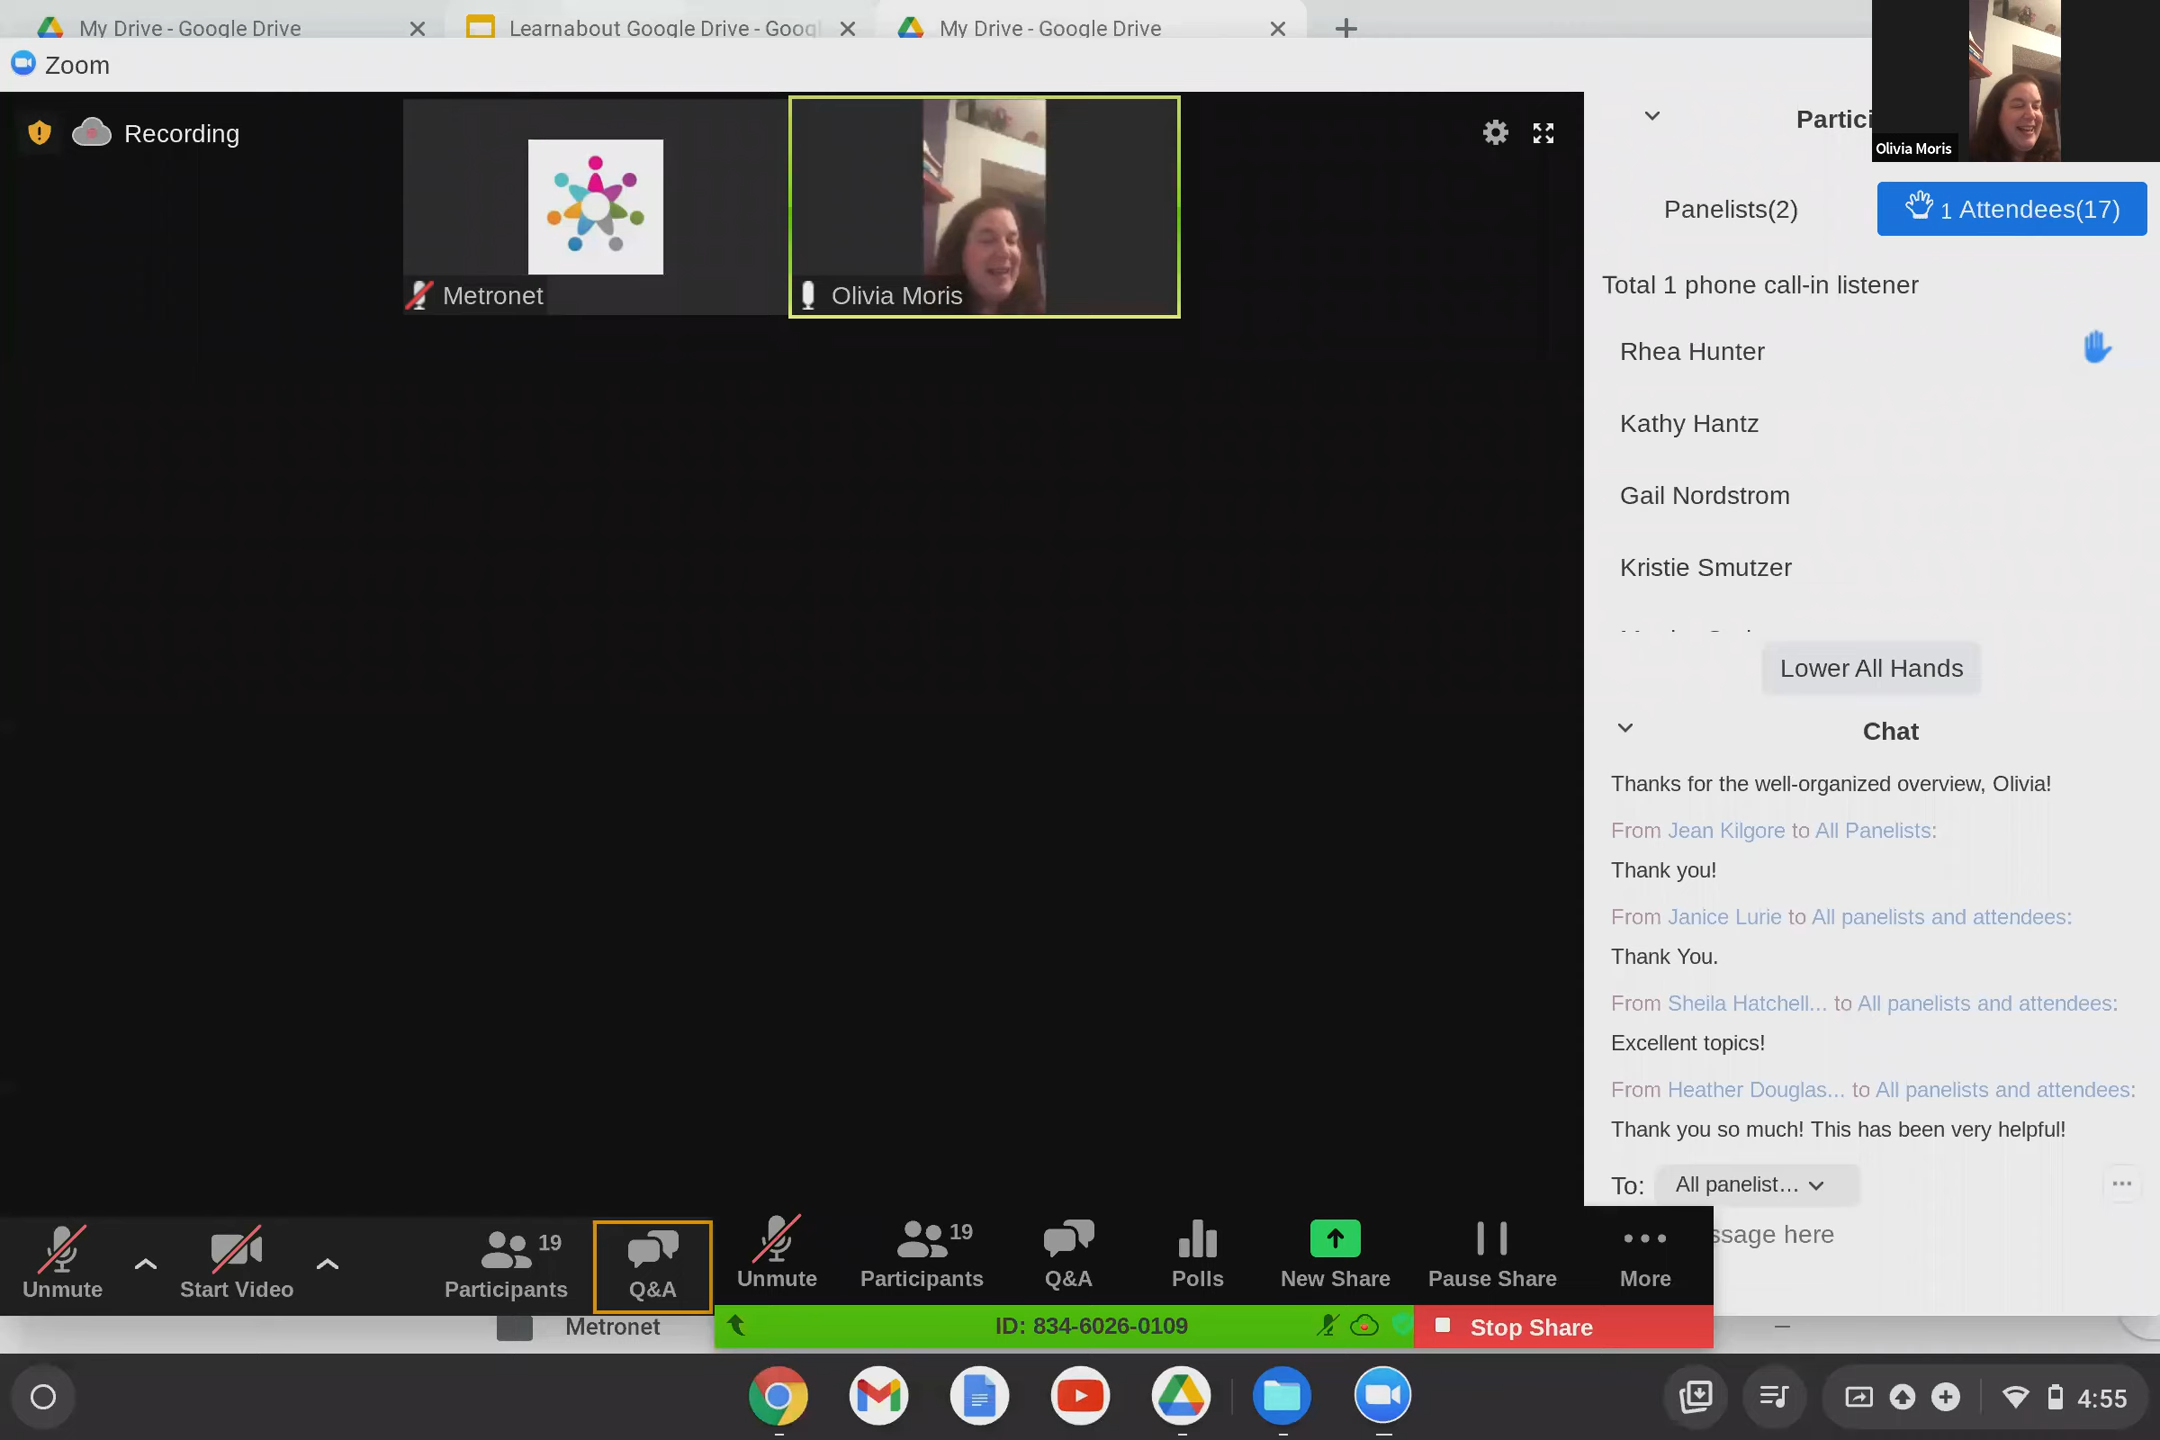 My Drive - Google Drive
Learnabout Google Drive - Goog
My Drive - Google Drive
Zoom
Recording
Metronet
Olivia Moris
Olivia Moris
Partici
Panelists(2)
1 Attendees(17)
Total 1 phone call-in listener
Rhea Hunter
Kathy Hantz
Gail Nordstrom
Kristie Smutzer
Lower All Hands
Chat
Thanks for the well-organized overview, Olivia!
From Jean Kilgore to All Panelists:
Thank you!
From Janice Lurie to All panelists and attendees:
Thank You.
From Sheila Hatchell... to All panelists and attendees:
Excellent topics!
From Heather Douglas... to All panelists and attendees:
Thank you so much! This has been very helpful!
To: All panelist...
ssage here
Unmute
Start Video
19
Participants
Q&A
Unmute
19
Participants
Q&A
Polls
New Share
Pause Share
More
Metronet
ID: 834-6026-0109
Stop Share
4:55